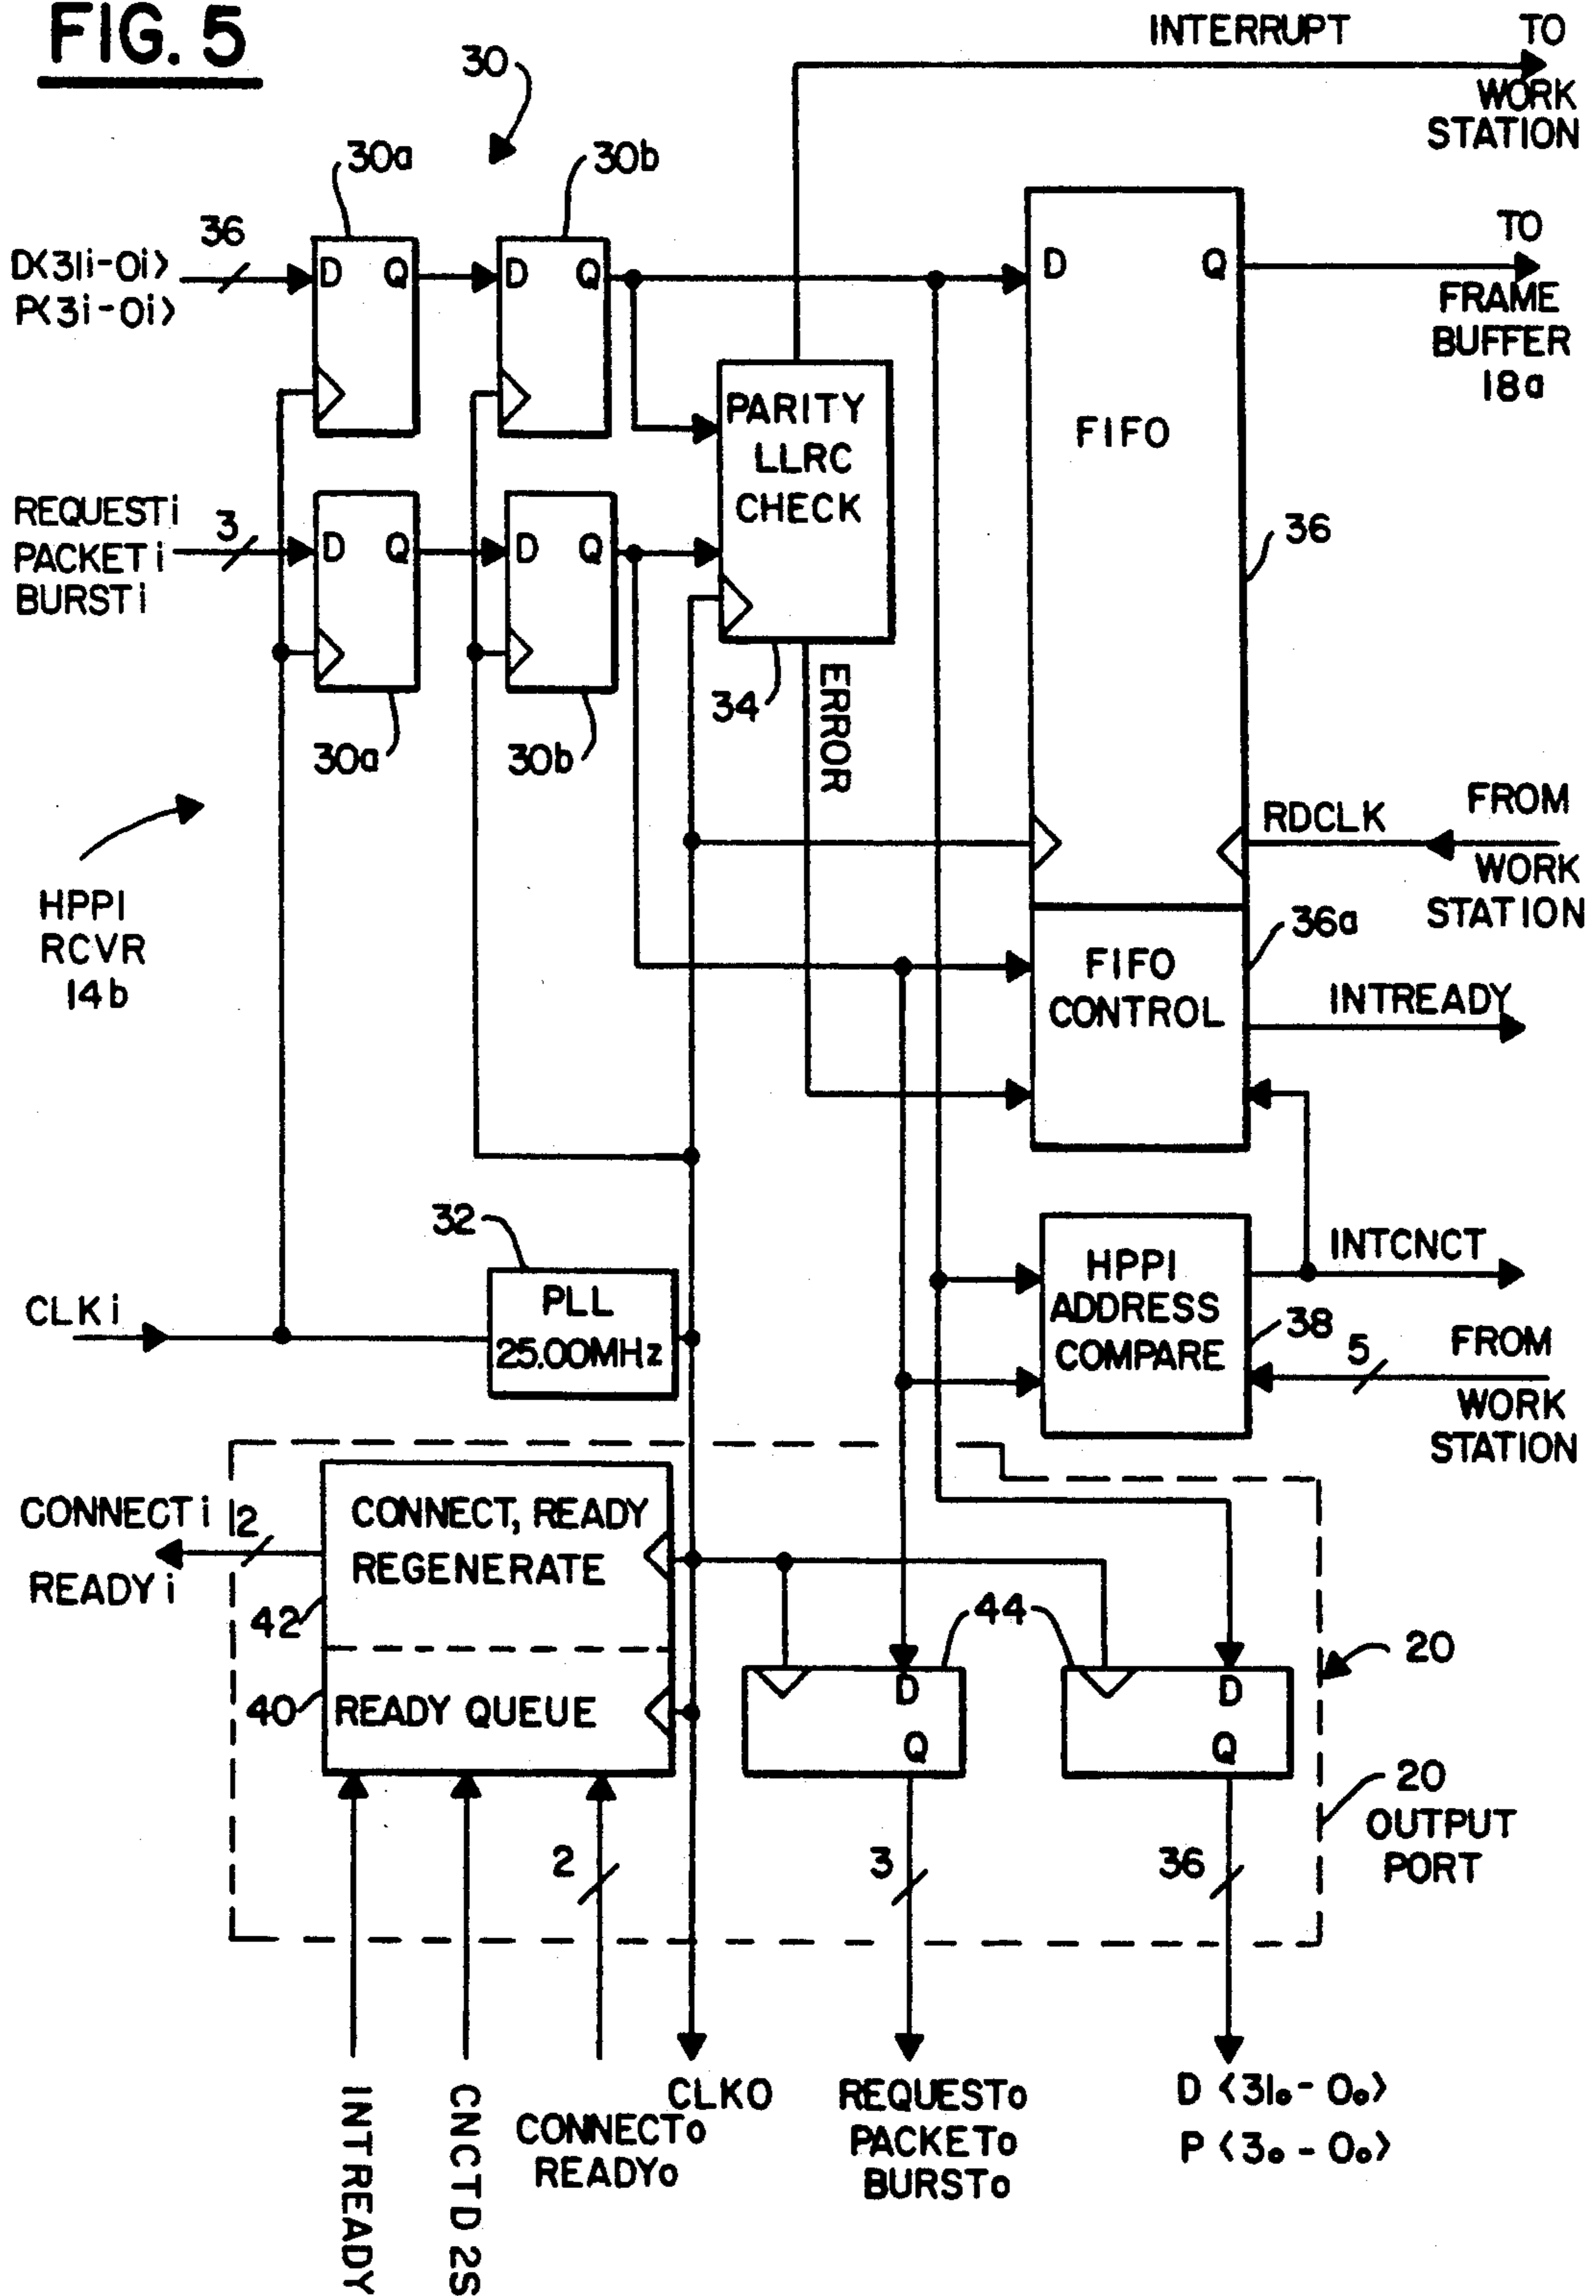 FIG. 5
INTERRUPT
TO
WORK
STATION
30
30a
30b
36
D<31i-0i>
P<3i-0i>
D Q
D Q
D Q
TO
FRAME
BUFFER
18a
PARITY
LLRC
CHECK
FIFO
REQUESTi
PACKETi
BURSTi
3
D Q
D Q
36
34
ERROR
30a
30b
RDCLK
FROM
WORK
STATION
HPPI
RCVR
14b
36a
FIFO
CONTROL
INTREADY
32
PLL
25.00MHz
CLKi
HPPI
ADDRESS
COMPARE
INTCNCT
38
5
FROM
WORK
STATION
CONNECTi
2
READYi
CONNECT, READY
REGENERATE
42
44
20
40
READY QUEUE
D
Q
D
Q
20
OUTPUT
PORT
2
3
36
INTREADY
CNCTD 2S
CONNECTo
READYo
CLKO
REQUESTo
PACKETo
BURSTo
D <31o-0o>
P <3o-0o>